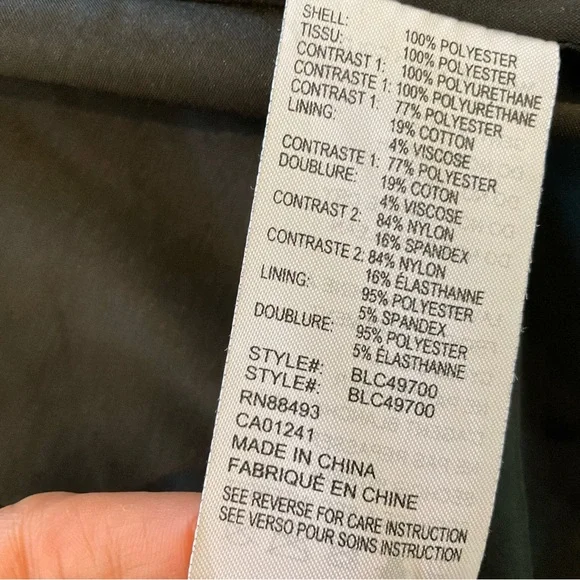 SHELL: 100% POLYESTER
TISSU: 100% POLYESTER
CONTRAST 1: 100% POLYURETHANE
CONTRASTE 1: 100% POLYURÉTHANE
CONTRAST 1: 77% POLYESTER
LINING: 19% COTTON
4% VISCOSE
CONTRASTE 1: 77% POLYESTER
DOUBLURE: 19% COTON
4% VISCOSE
CONTRAST 2: 84% NYLON
16% SPANDEX
CONTRASTE 2: 84% NYLON
16% ÉLASTHANNE
LINING: 95% POLYESTER
5% SPANDEX
DOUBLURE: 95% POLYESTER
5% ÉLASTHANNE
STYLE#: BLC49700
STYLE#: BLC49700
RN88493
CA01241
MADE IN CHINA
FABRIQUÉ EN CHINE
SEE REVERSE FOR CARE INSTRUCTION
SEE VERSO POUR SOINS INSTRUCTION